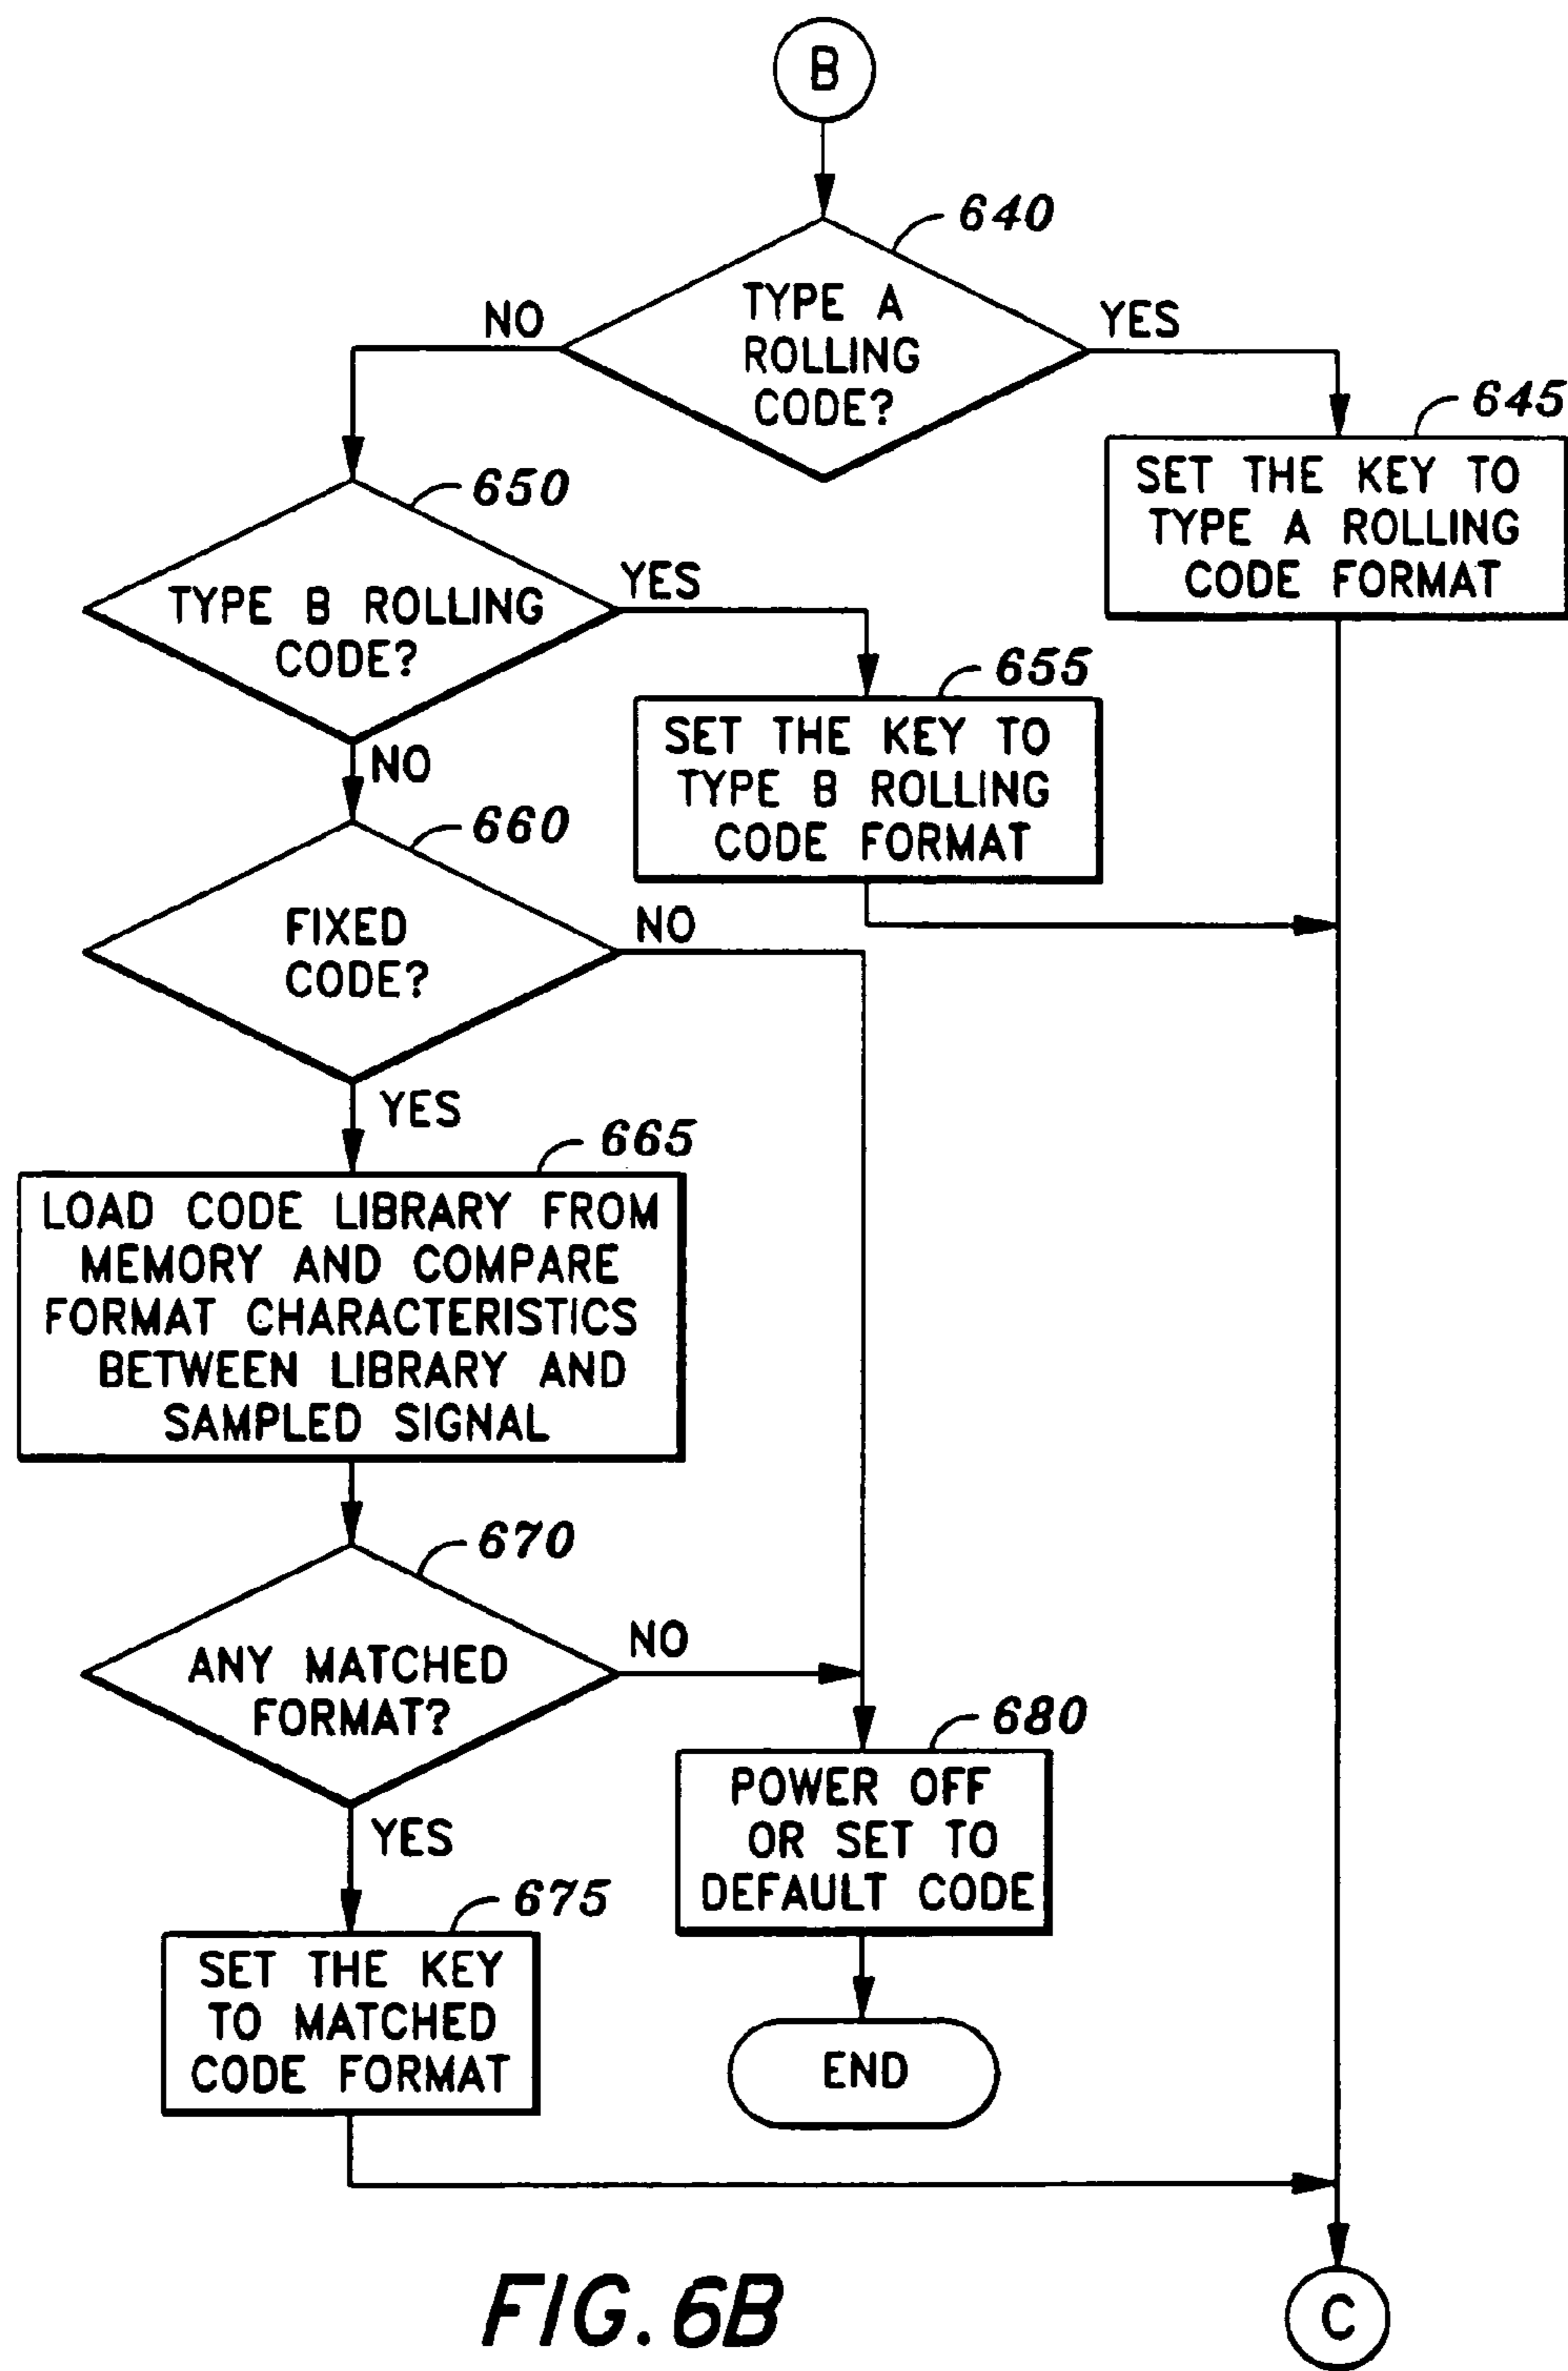 B
640
TYPE A
ROLLING
CODE?
NO
YES
645
SET THE KEY TO
TYPE A ROLLING
CODE FORMAT
650
TYPE B ROLLING
CODE?
YES
NO
655
SET THE KEY TO
TYPE B ROLLING
CODE FORMAT
660
FIXED
CODE?
NO
YES
665
LOAD CODE LIBRARY FROM
MEMORY AND COMPARE
FORMAT CHARACTERISTICS
BETWEEN LIBRARY AND
SAMPLED SIGNAL
670
ANY MATCHED
FORMAT?
NO
YES
680
POWER OFF
OR SET TO
DEFAULT CODE
675
SET THE KEY
TO MATCHED
CODE FORMAT
END
C
FIG. 6B